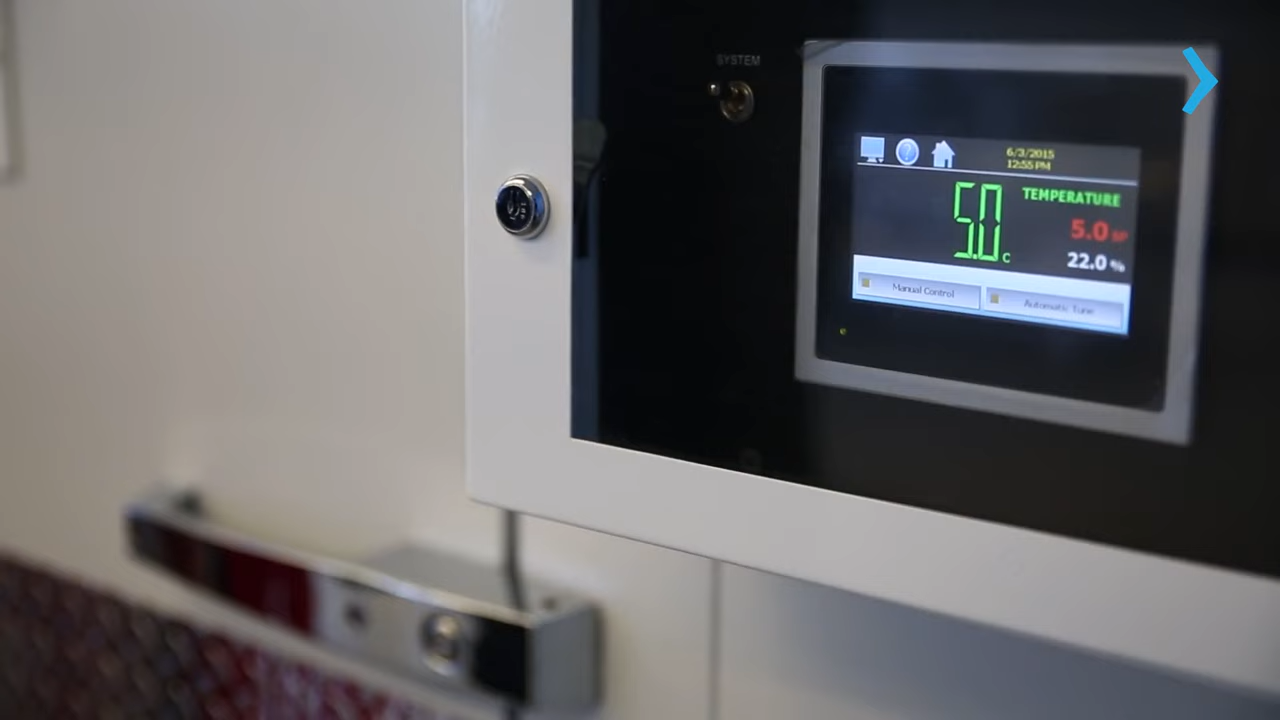 SYSTEM
6/3/2015
12:55 PM
TEMPERATURE
5.0 C
5.0 SP
22.0 %
Manual Control
Automatic Tune